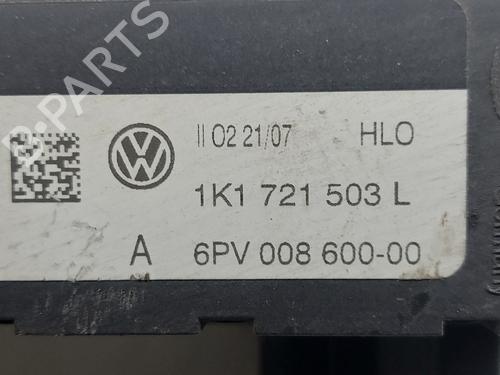 B-PARTS
II 02 21/07 HLO
1K1 721 503 L
A 6PV 008 600-00